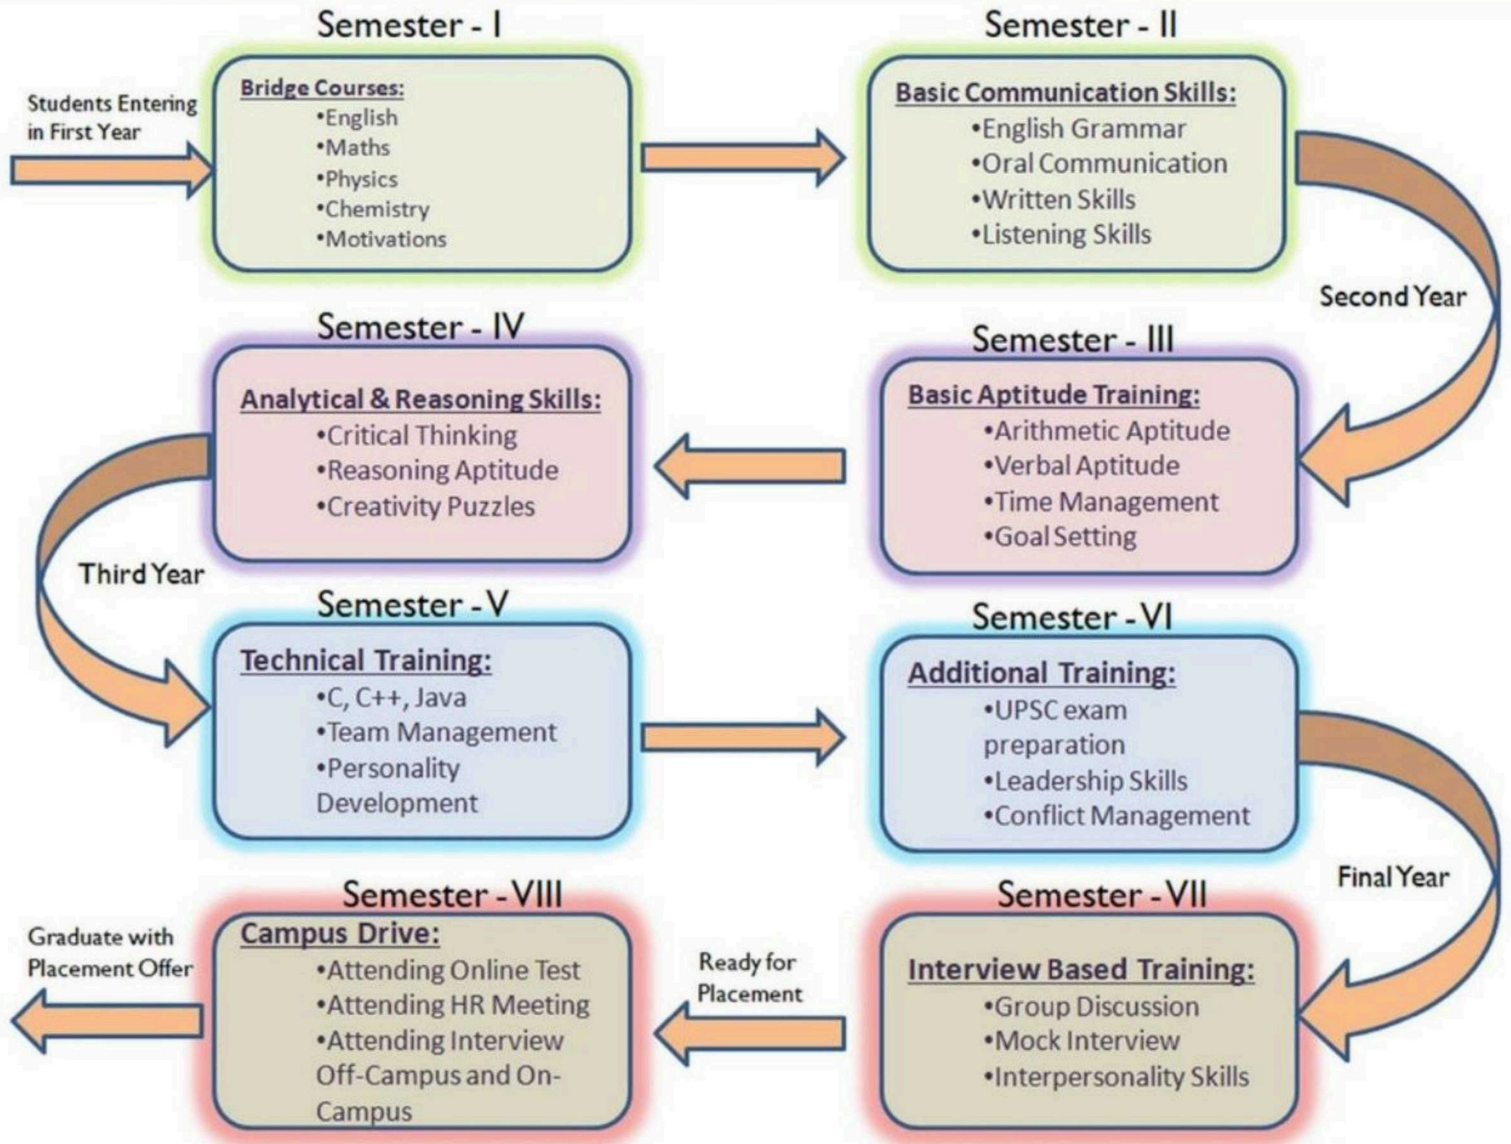 Semester - I
Students Entering
in First Year
Bridge Courses:
•English
•Maths
•Physics
•Chemistry
•Motivations
Semester - II
Basic Communication Skills:
•English Grammar
•Oral Communication
•Written Skills
•Listening Skills
Second Year
Semester - III
Basic Aptitude Training:
•Arithmetic Aptitude
•Verbal Aptitude
•Time Management
•Goal Setting
Semester - IV
Analytical & Reasoning Skills:
•Critical Thinking
•Reasoning Aptitude
•Creativity Puzzles
Third Year
Semester - V
Technical Training:
•C, C++, Java
•Team Management
•Personality
Development
Semester - VI
Additional Training:
•UPSC exam
preparation
•Leadership Skills
•Conflict Management
Final Year
Semester - VII
Interview Based Training:
•Group Discussion
•Mock Interview
•Interpersonality Skills
Ready for
Placement
Semester - VIII
Campus Drive:
•Attending Online Test
•Attending HR Meeting
•Attending Interview
Off-Campus and On-
Campus
Graduate with
Placement Offer